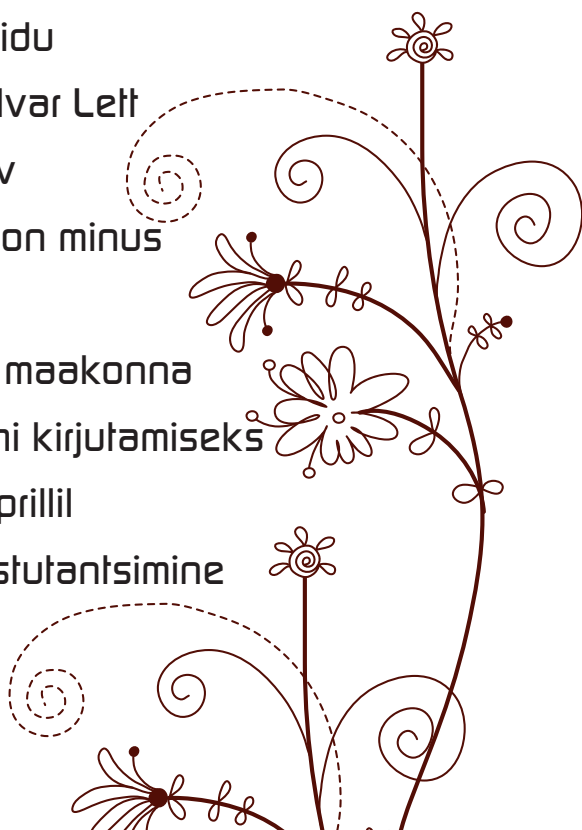 idu
lvar Lett
v
on minus
maakonna
ni kirjutamiseks
prillil
stutantsimine